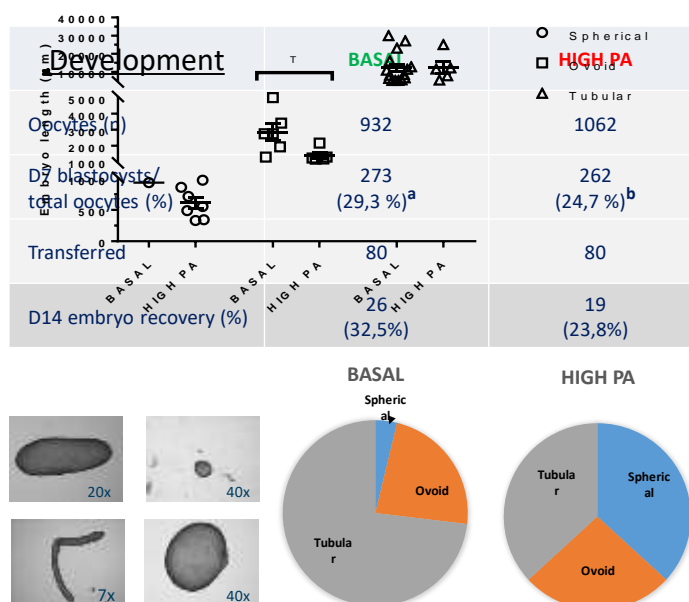 Development
BASAL
HIGH PA
Oocytes (n)
932
1062
D7 blastocysts/
total oocytes (%)
273
(29,3 %)a
262
(24,7 %)b
Transferred
80
80
D14 embryo recovery (%)
26
(32,5%)
19
(23,8%)
Embryo length (µm)
40000
30000
20000
10000
5000
4000
3000
2000
1000
1000
500
0
BASAL
HIGH PA
BASAL
HIGH PA
BASAL
HIGH PA
T
Spherical
Ovoid
Tubular
20x
40x
7x
40x
BASAL
Spheric
al
Ovoid
Tubula
r
HIGH PA
Tubula
r
Spheric
al
Ovoid